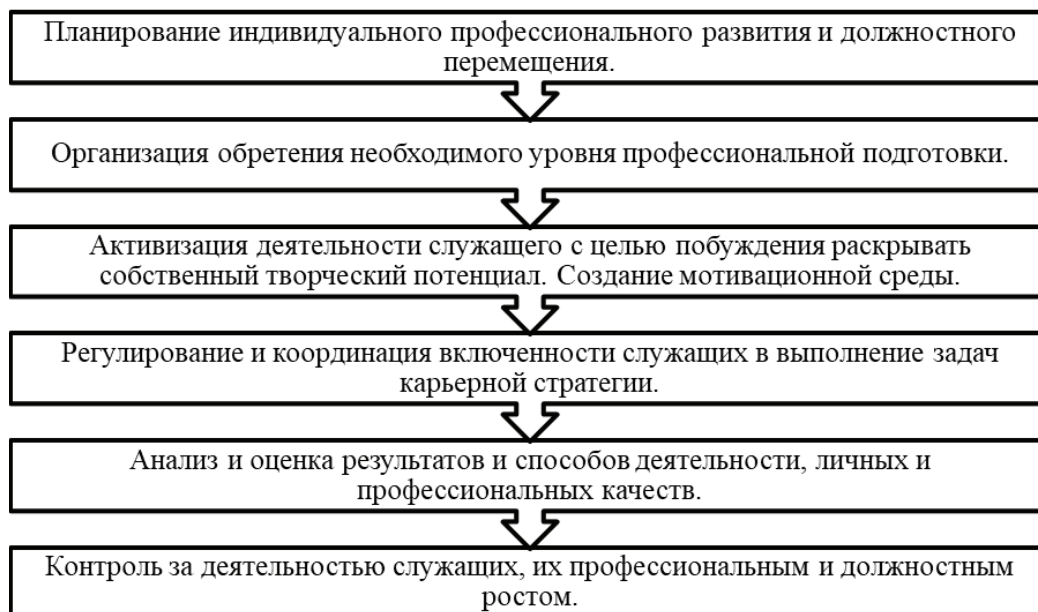 Планирование индивидуального профессионального развития и должностного
перемещения.
Организация обретения необходимого уровня профессиональной подготовки.
Активизация деятельности служащего с целью побуждения раскрывать
собственный творческий потенциал. Создание мотивационной среды.
Регулирование и координация включенности служащих в выполнение задач
карьерной стратегии.
Анализ и оценка результатов и способов деятельности, личных и
профессиональных качеств.
Контроль за деятельностью служащих, их профессиональным и должностным
ростом.